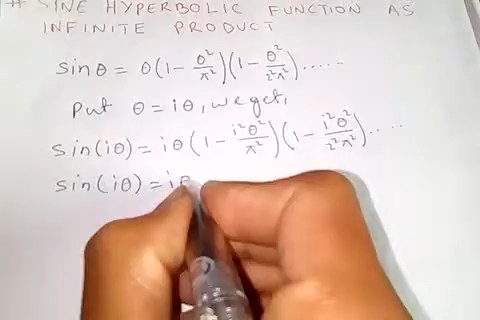 # SINE HYPERBOLIC FUNCTION AS
INFINITE PRODUCT
sinθ = θ(1 - θ²/π²)(1 - θ²/2²π²).....
Put θ = iθ, we get,
sin(iθ) = iθ(1 - i²θ²/π²)(1 - i²θ²/2²π²)....
sin(iθ) = iθ